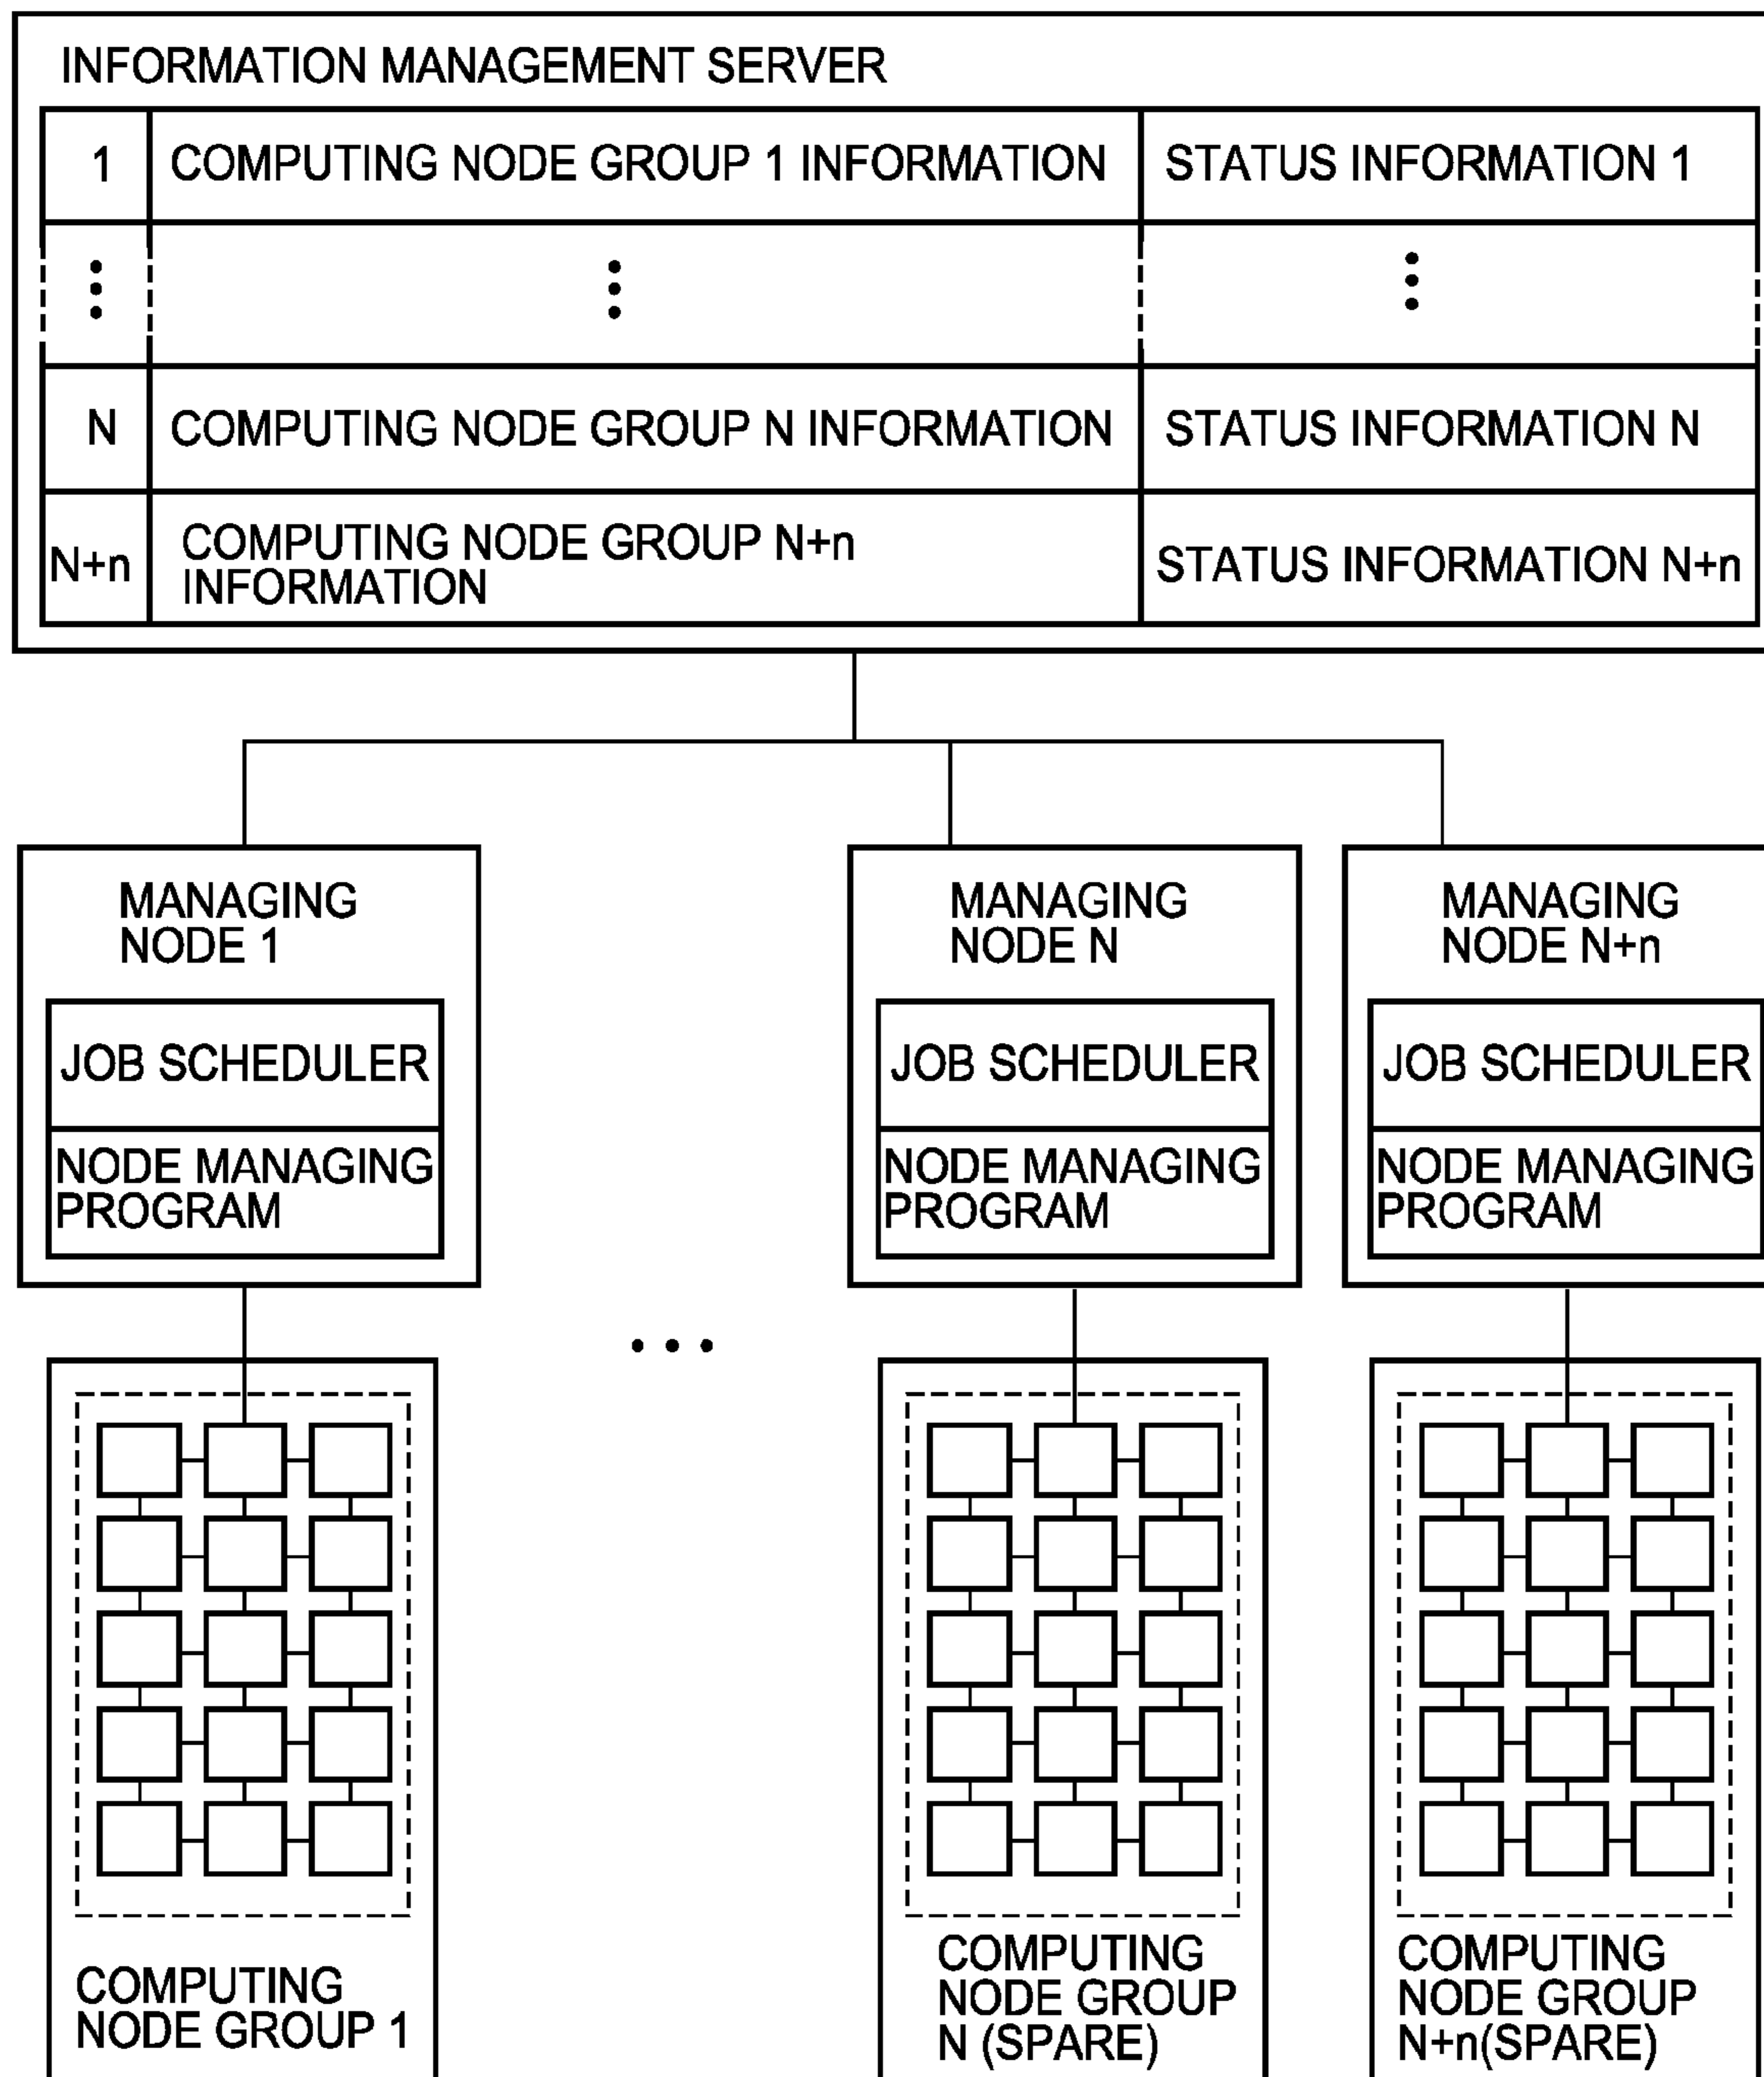 INFORMATION MANAGEMENT SERVER
1 COMPUTING NODE GROUP 1 INFORMATION STATUS INFORMATION 1
N COMPUTING NODE GROUP N INFORMATION STATUS INFORMATION N
N+n COMPUTING NODE GROUP N+n
INFORMATION
STATUS INFORMATION N+n
MANAGING
NODE 1
JOB SCHEDULER
NODE MANAGING
PROGRAM
MANAGING
NODE N
JOB SCHEDULER
NODE MANAGING
PROGRAM
MANAGING
NODE N+n
JOB SCHEDULER
NODE MANAGING
PROGRAM
COMPUTING
NODE GROUP 1
COMPUTING
NODE GROUP
N (SPARE)
COMPUTING
NODE GROUP
N+n(SPARE)